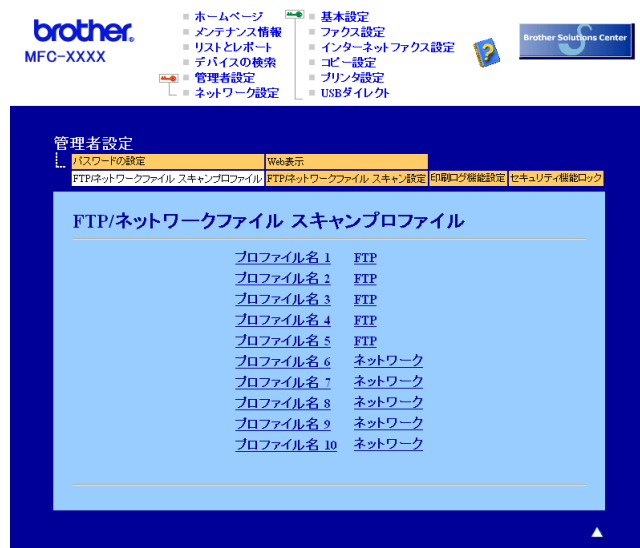 brother
MFC-XXXX
ホームページ
メンテナンス情報
リストとレポート
デバイスの検索
管理者設定
ネットワーク設定
基本設定
ファクス設定
インターネットファクス設定
コピー設定
プリンタ設定
USBダイレクト
Brother Solutions Center
管理者設定
パスワードの設定 Web表示
FTP/ネットワークファイル スキャンプロファイル FTP/ネットワークファイル スキャン設定 印刷ログ機能設定 セキュリティ機能ロック
FTP/ネットワークファイル スキャンプロファイル
プロファイル名 1 FTP
プロファイル名 2 FTP
プロファイル名 3 FTP
プロファイル名 4 FTP
プロファイル名 5 FTP
プロファイル名 6 ネットワーク
プロファイル名 7 ネットワーク
プロファイル名 8 ネットワーク
プロファイル名 9 ネットワーク
プロファイル名 10 ネットワーク